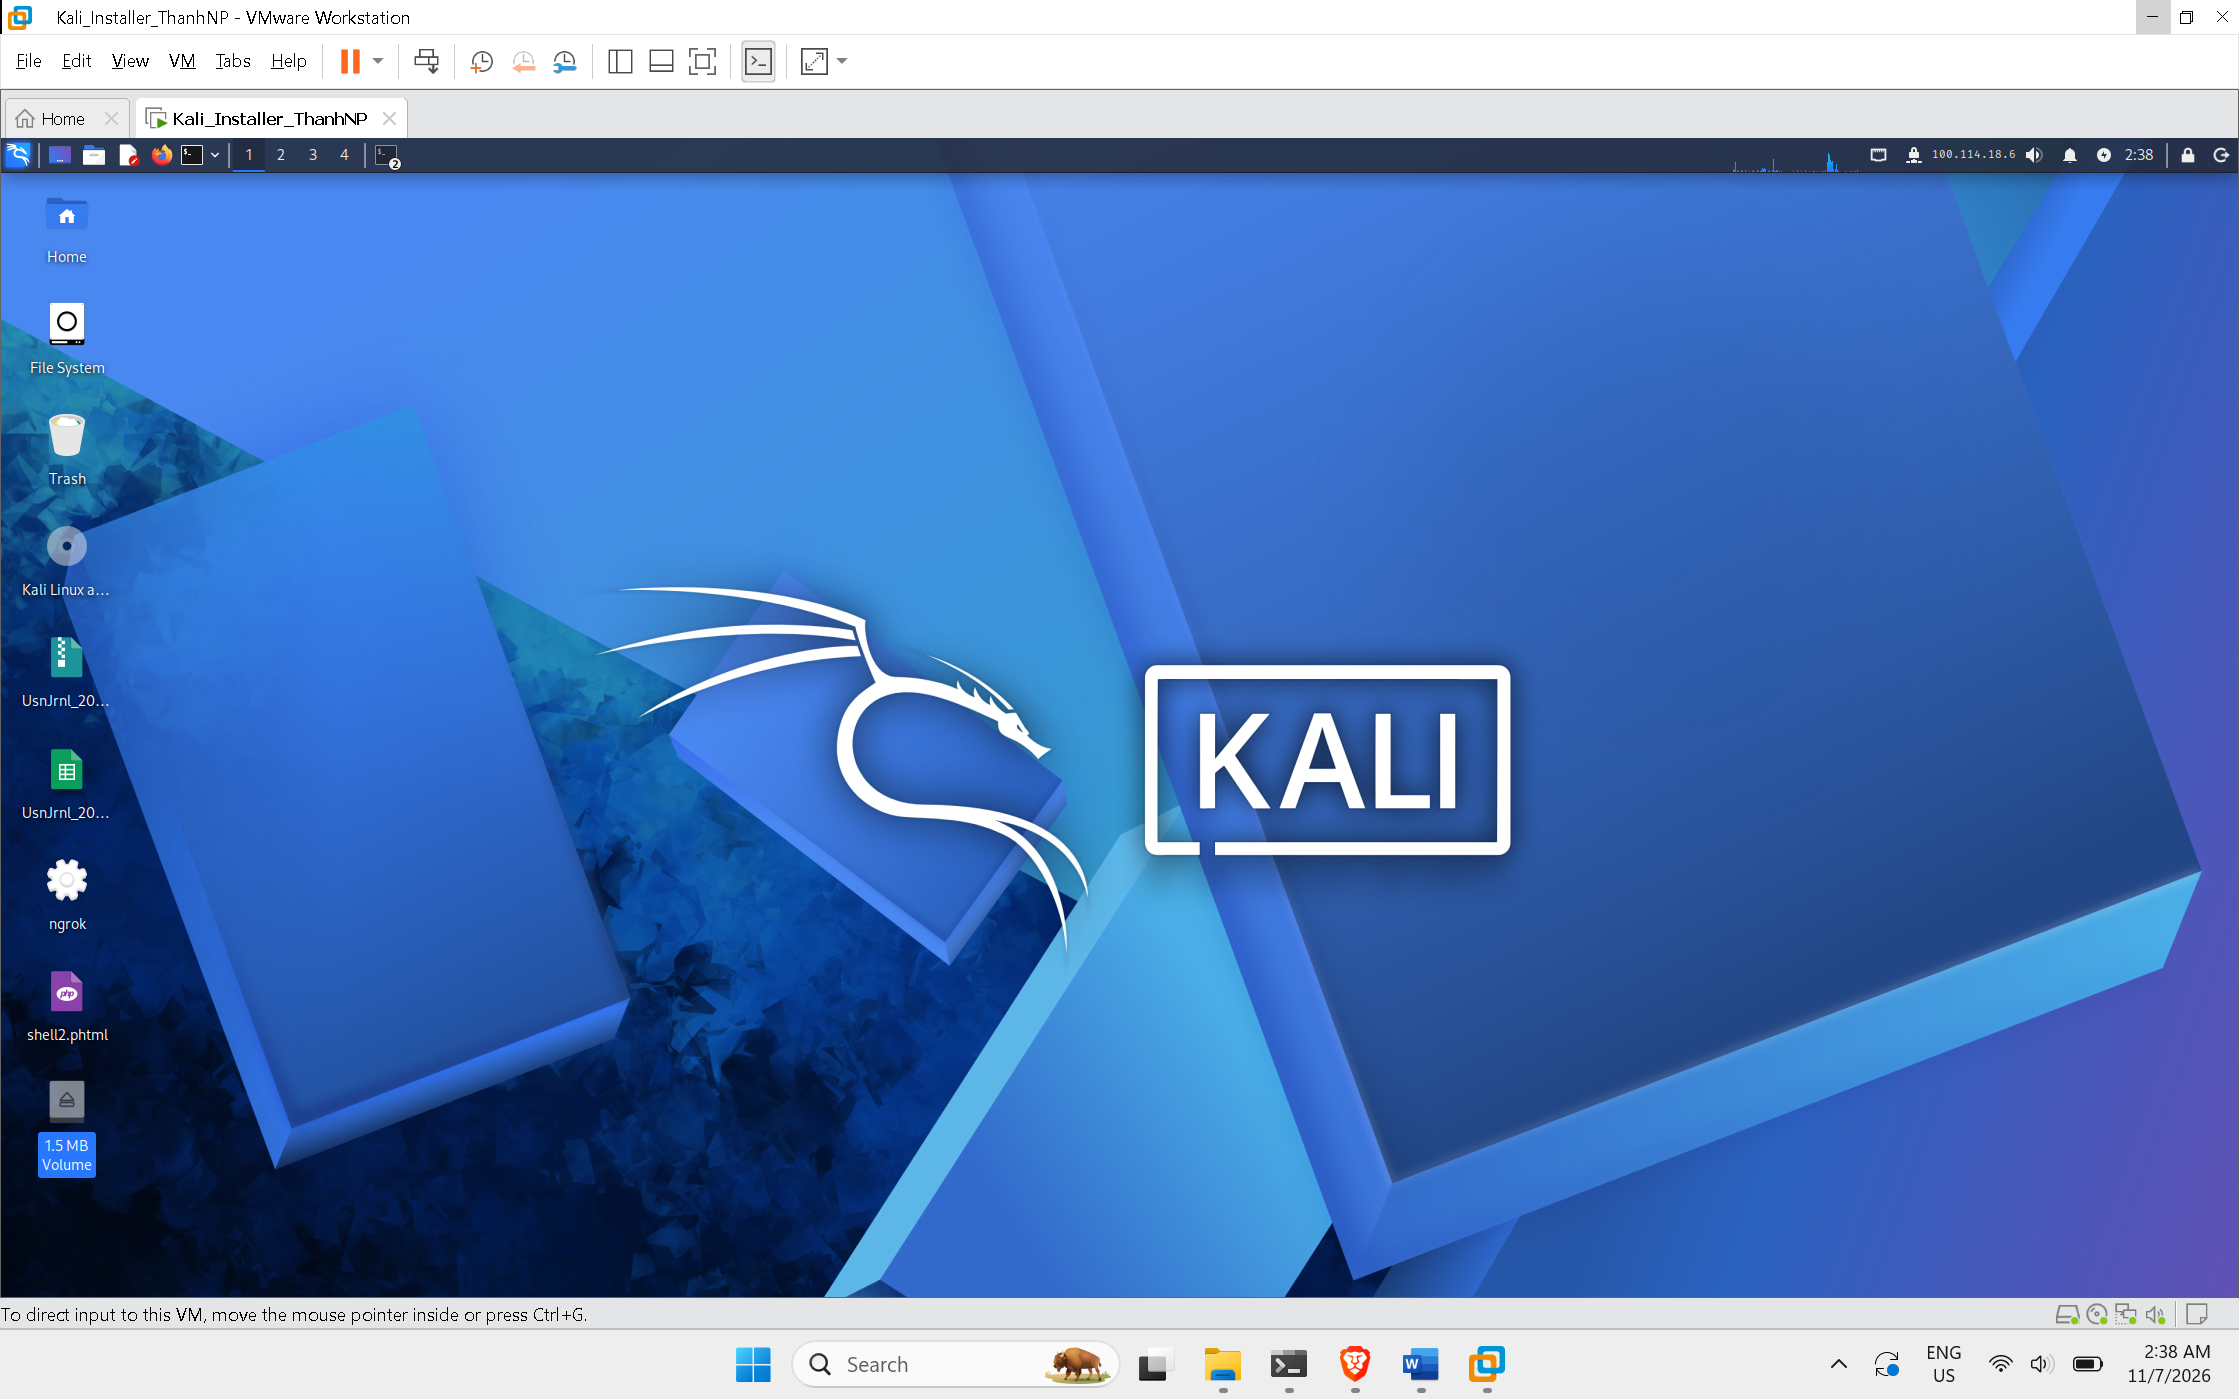 Kali_Installer_ThanhNP - VMware Workstation
File Edit View VM Tabs Help
Home
Kali_Installer_ThanhNP
1 2 3 4
2
100.114.18.6
2:38
Home
File System
Trash
Kali Linux a...
UsnJrnl_20...
UsnJrnl_20...
ngrok
php
shell2.phtml
1.5 MB
Volume
KALI
To direct input to this VM, move the mouse pointer inside or press Ctrl+G.
Search
W
ENG
US
2:38 AM
11/7/2026